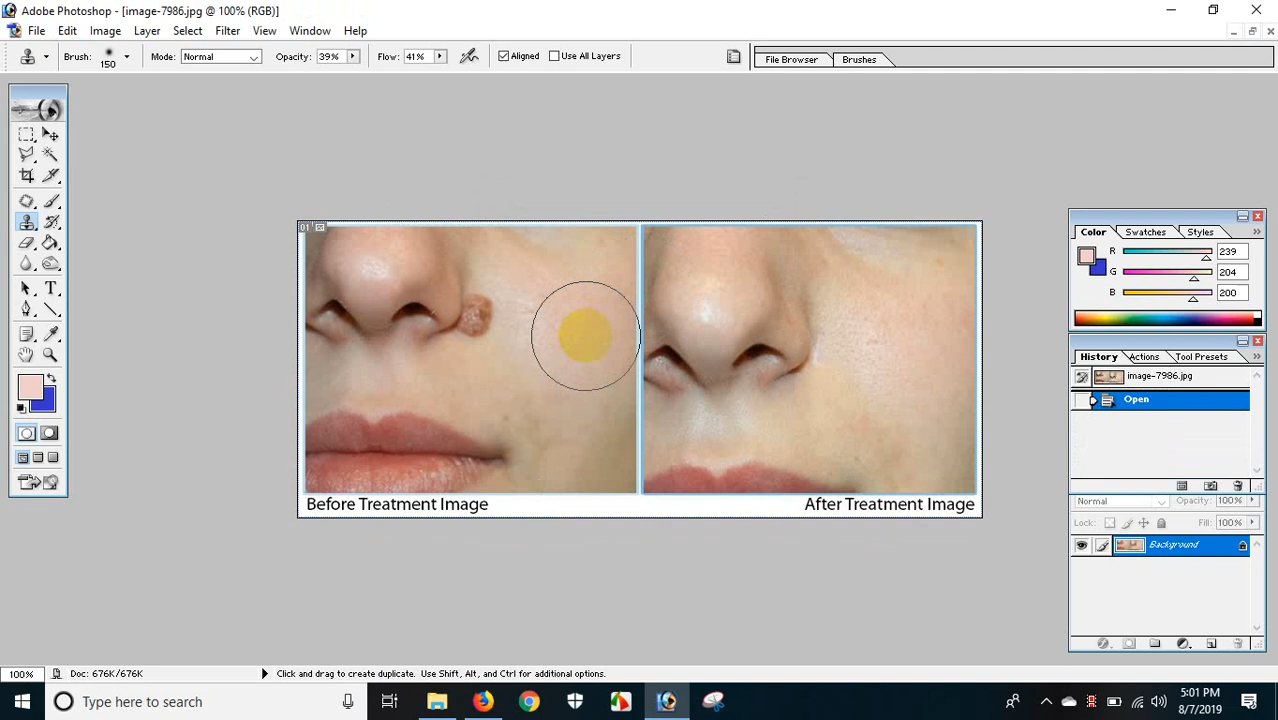 Adobe Photoshop - [image-7986.jpg @ 100% (RGB)]
File Edit Image Layer Select Filter View Window Help
Brush: 150 Mode: Normal Opacity: 39% Flow: 41% Aligned Use All Layers File Browser Brushes
01
Color Swatches Styles
R 239
G 204
B 200
Before Treatment Image
After Treatment Image
History Actions Tool Presets
image-7986.jpg
Open
Normal Opacity: 100%
Lock: Fill: 100%
Background
100% Doc: 676K/676K Click and drag to create duplicate. Use Shift, Alt, and Ctrl for additional options.
Type here to search
5:01 PM
8/7/2019